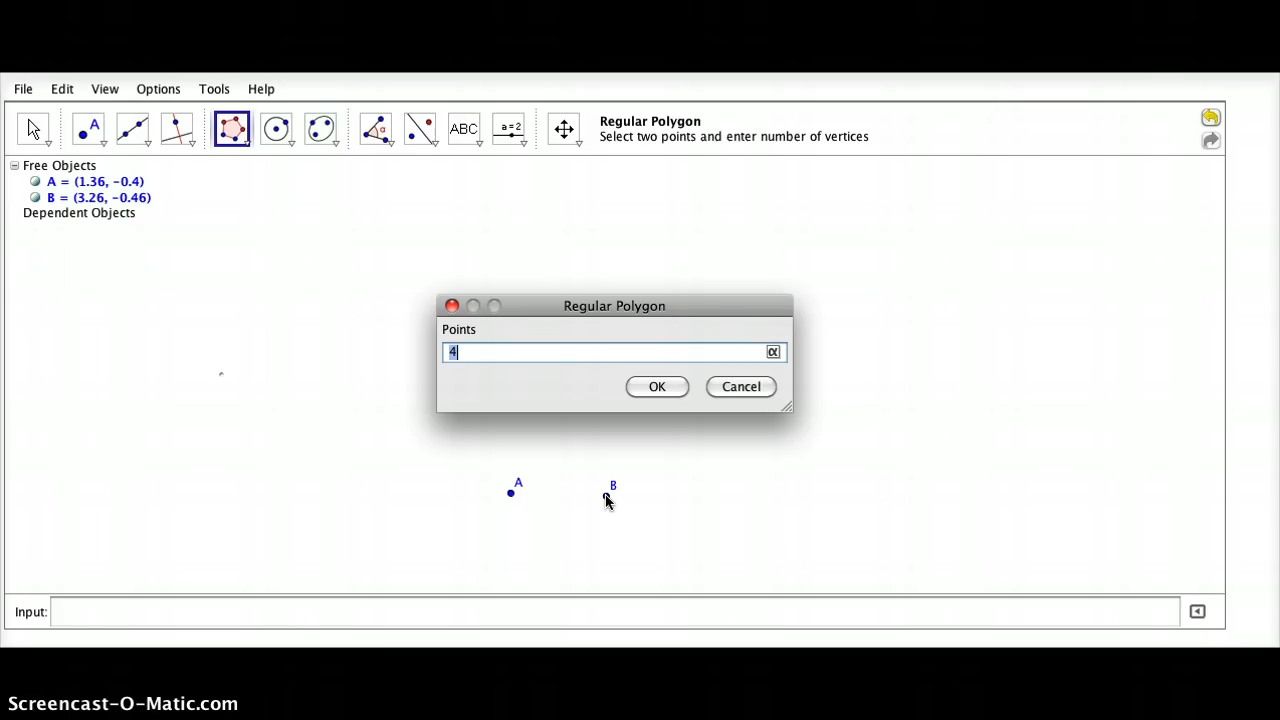 File Edit View Options Tools Help
A
α
ABC
a=2
Regular Polygon
Select two points and enter number of vertices
Free Objects
A = (1.36, -0.4)
B = (3.26, -0.46)
Dependent Objects
Regular Polygon
Points
4 α
OK Cancel
A B
Input:
Screencast-O-Matic.com